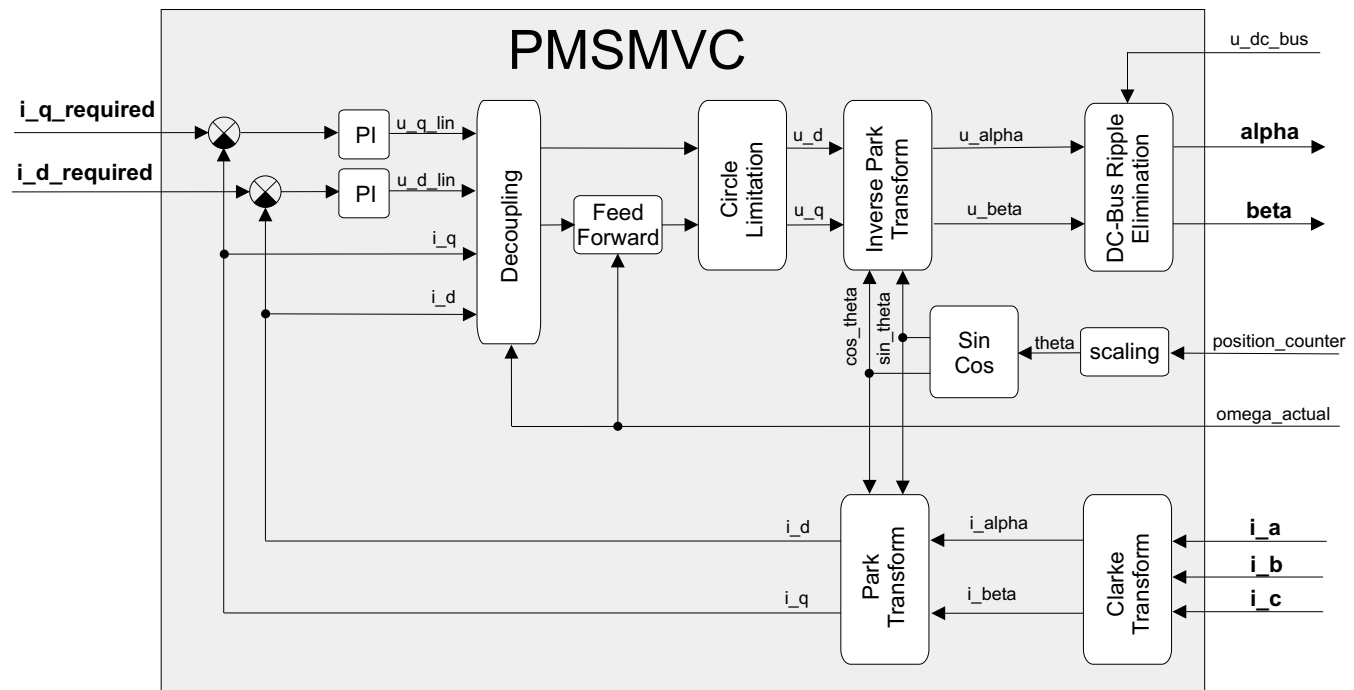 PMSMVC
u_dc_bus
i_q_required
i_d_required
PI
u_q_lin
PI
u_d_lin
i_q
i_d
Decoupling
Feed
Forward
Circle
Limitation
u_d
u_q
Inverse Park
Transform
u_alpha
u_beta
DC-Bus Ripple
Elimination
alpha
beta
cos_theta
sin_theta
Sin
Cos
theta
scaling
position_counter
omega_actual
i_d
i_q
Park
Transform
i_alpha
i_beta
Clarke
Transform
i_a
i_b
i_c